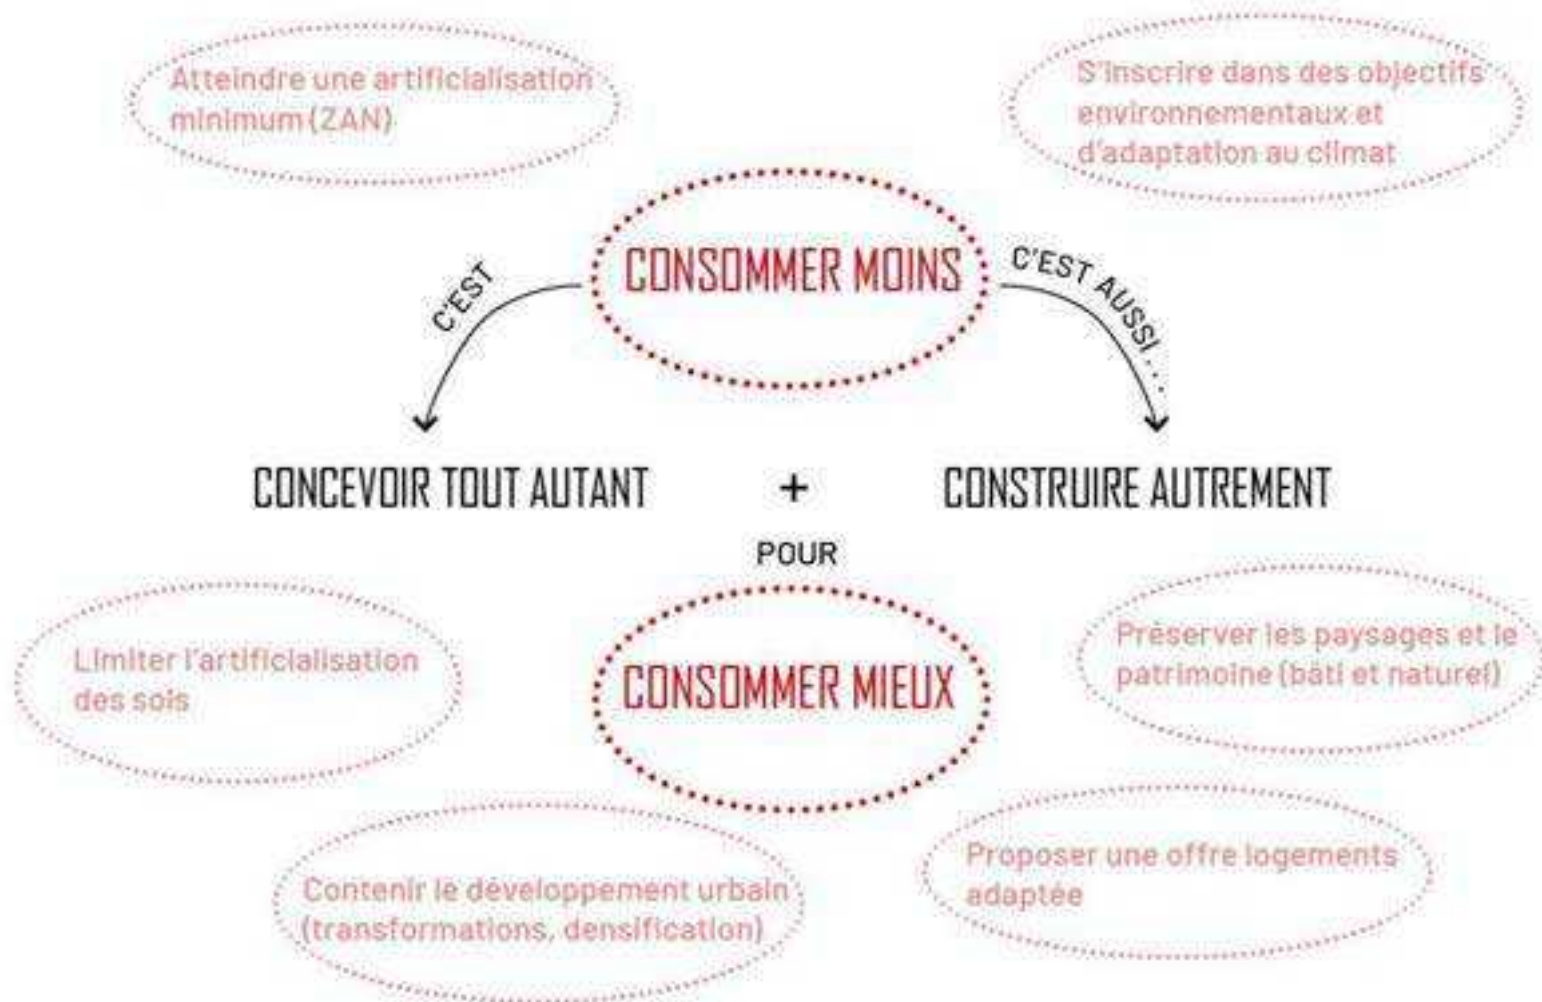 Atteindre une artificialisation
minimum (ZAN)
S'inscrire dans des objectifs
environnementaux et
d'adaptation au climat
CONSOMMER MOINS
C'EST
C'EST AUSSI...
CONCEVOIR TOUT AUTANT
+
CONSTRUIRE AUTREMENT
POUR
CONSOMMER MIEUX
Limiter l'artificialisation
des sols
Préserver les paysages et le
patrimoine (bâti et naturel)
Contenir le développement urbain
(transformations, densification)
Proposer une offre logements
adaptée